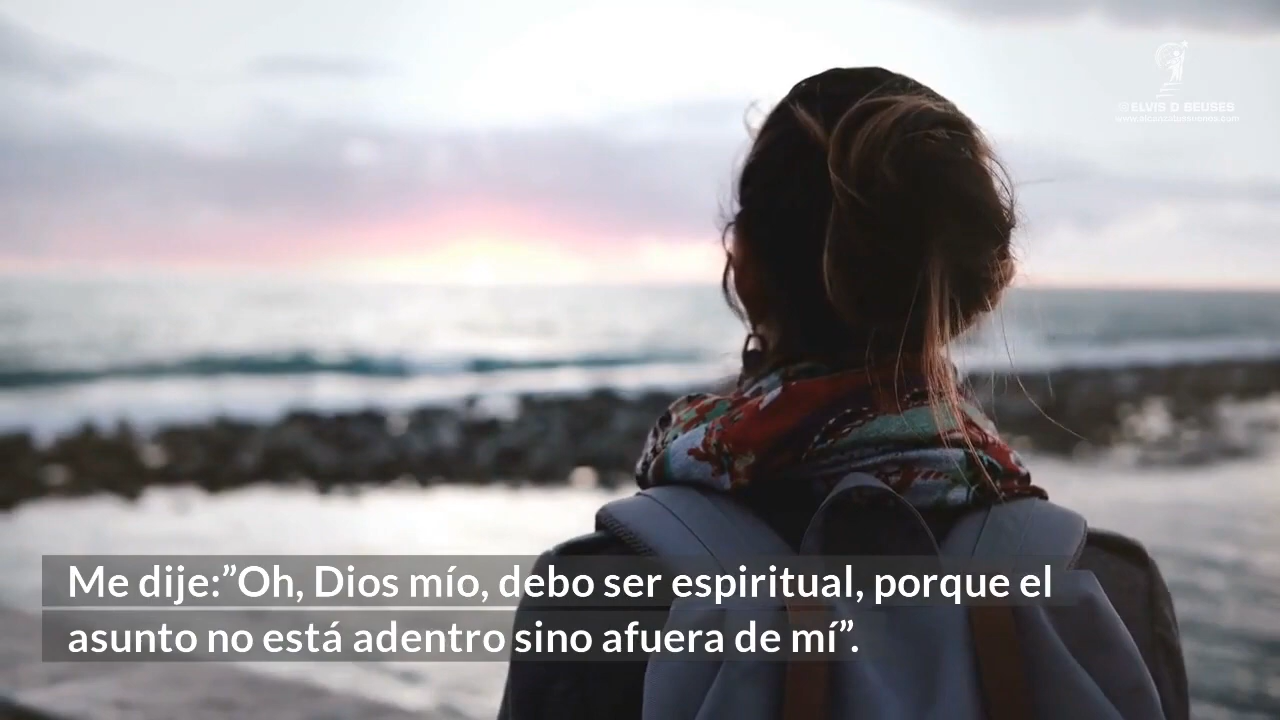 ©ELVIS D BEUSES
Me dije:”Oh, Dios mío, debo ser espiritual, porque el
asunto no está adentro sino afuera de mí”.